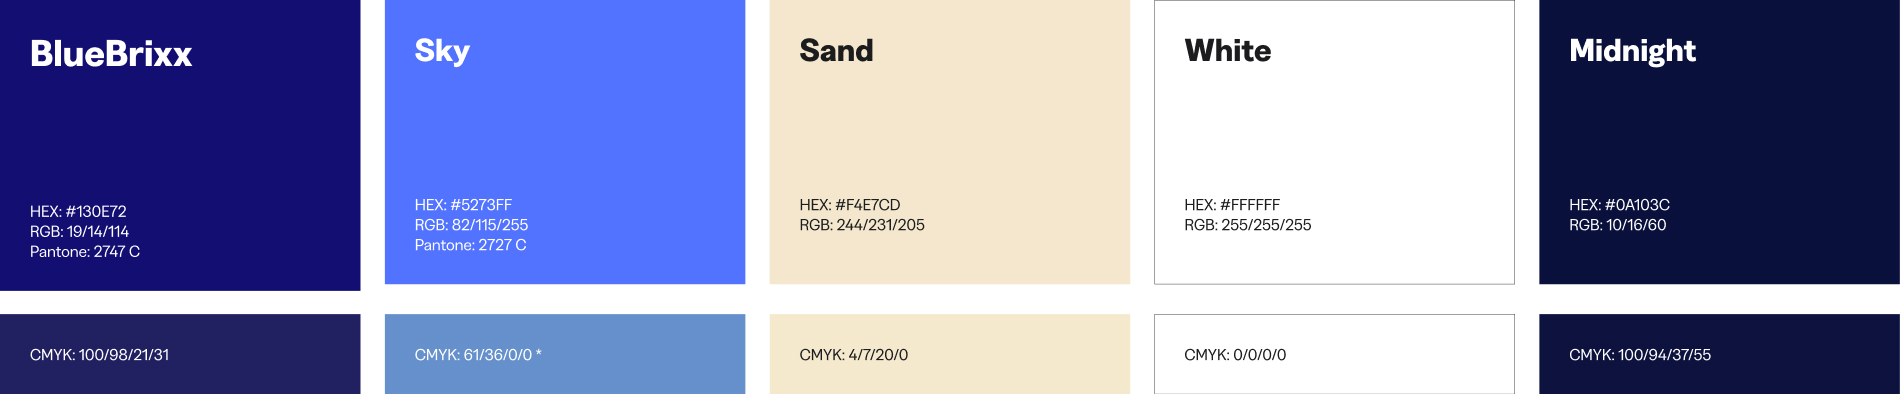 BlueBrixx
HEX: #130E72
RGB: 19/14/114
Pantone: 2747 C
CMYK: 100/98/21/31
Sky
HEX: #5273FF
RGB: 82/115/255
Pantone: 2727 C
CMYK: 61/36/0/0 *
Sand
HEX: #F4E7CD
RGB: 244/231/205
CMYK: 4/7/20/0
White
HEX: #FFFFFF
RGB: 255/255/255
CMYK: 0/0/0/0
Midnight
HEX: #0A103C
RGB: 10/16/60
CMYK: 100/94/37/55